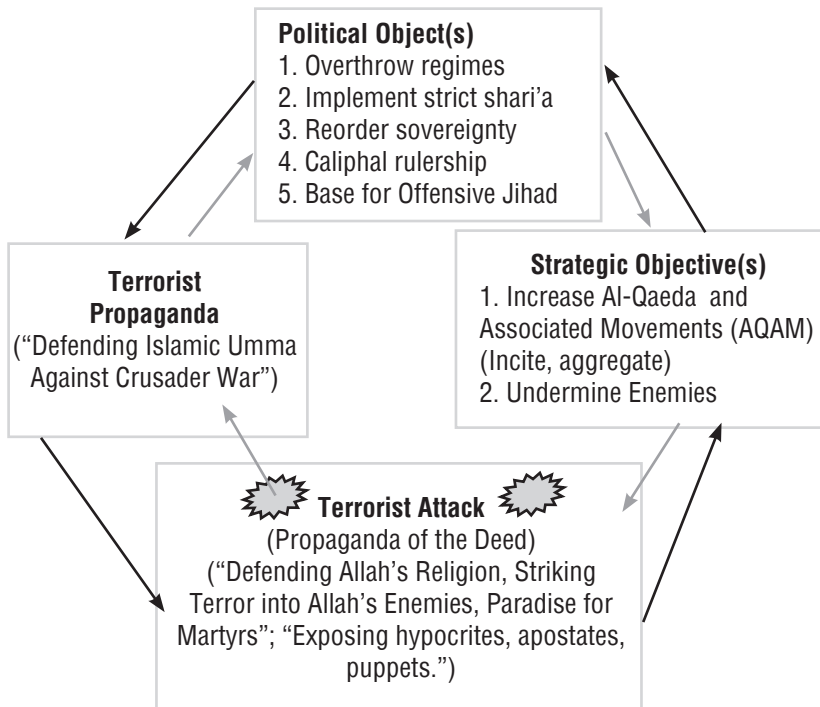 Political Object(s)
1. Overthrow regimes
2. Implement strict shari'a
3. Reorder sovereignty
4. Caliphal rulership
5. Base for Offensive Jihad
Terrorist
Propaganda
(“Defending Islamic Umma
Against Crusader War”)
Strategic Objective(s)
1. Increase Al-Qaeda and
Associated Movements (AQAM)
(Incite, aggregate)
2. Undermine Enemies
Terrorist Attack
(Propaganda of the Deed)
(“Defending Allah’s Religion, Striking
Terror into Allah’s Enemies, Paradise for
Martyrs”; “Exposing hypocrites, apostates,
puppets.”)